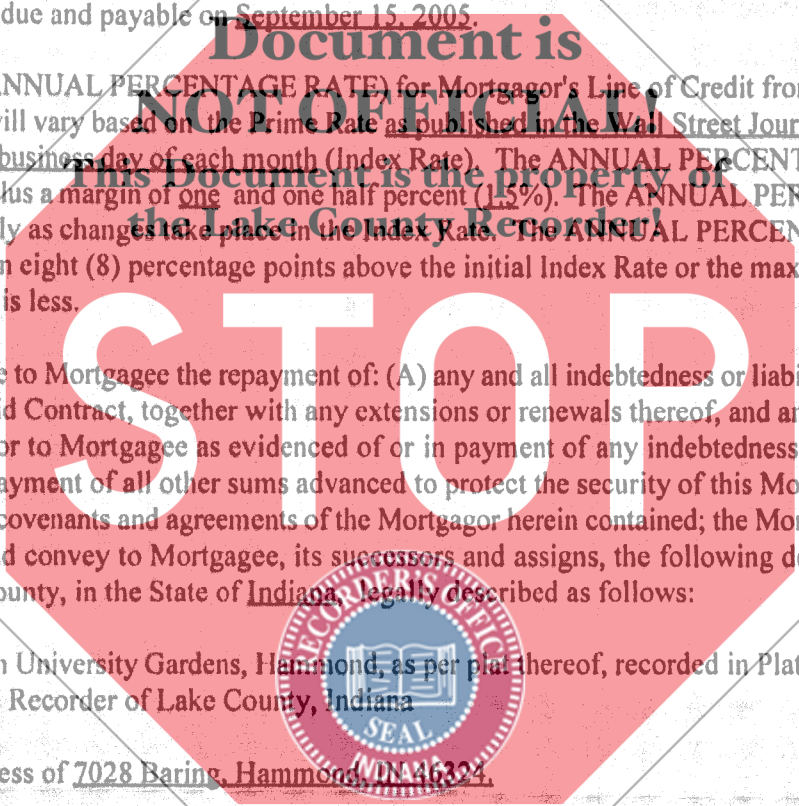 due and payable on September 15, 2005.
Document is
ANNUAL PERCENTAGE RATE) for Mortgagor's Line of Credit from
NOT OFFICIAL!
will vary based on the Prime Rate as published in the Wall Street Jour
business day of each month (Index Rate). The ANNUAL PERCENT
This Document is the property of
lus a margin of one and one half percent (1.5%). The ANNUAL PER
the Lake County Recorder!
ly as changes take place in the Index Rate. The ANNUAL PERCEN
n eight (8) percentage points above the initial Index Rate or the max
is less.
STOP
e to Mortgagee the repayment of: (A) any and all indebtedness or liabi
id Contract, together with any extensions or renewals thereof, and an
or to Mortgagee as evidenced of or in payment of any indebtedness
ayment of all other sums advanced to protect the security of this Mo
covenants and agreements of the Mortgagor herein contained; the Mor
d convey to Mortgagee, its successors and assigns, the following de
ounty, in the State of Indiana, legally described as follows:
RECORDER'S OFFICE
n University Gardens, Hammond, as per plat thereof, recorded in Plat
Recorder of Lake County, Indiana
SEAL
INDIANA
ess of 7028 Baring, Hammond, IN 46324.